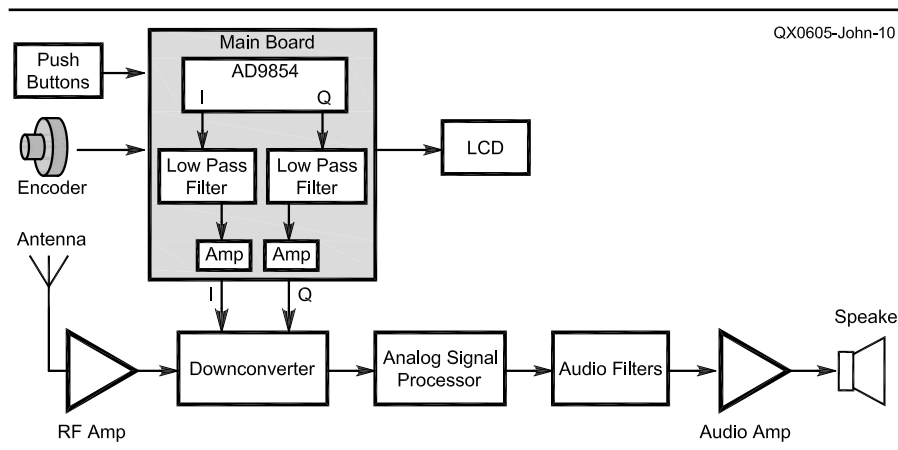 QX0605-John-10
Main Board
Push
Buttons
AD9854
I
Q
Encoder
Low Pass
Filter
Low Pass
Filter
LCD
Amp
Amp
Antenna
I
Q
RF Amp
Downconverter
Analog Signal
Processor
Audio Filters
Audio Amp
Speake